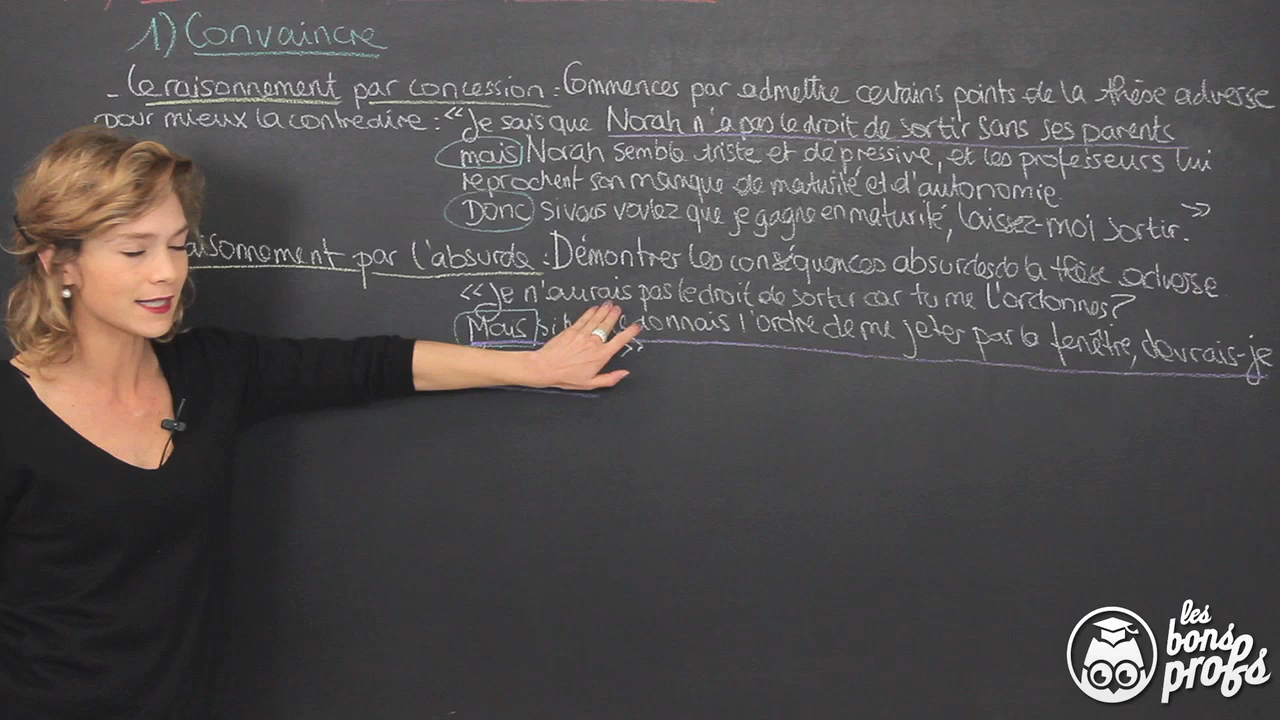 1) Convaincre
- Le raisonnement par concession : Commences par admettre certains points de la thèse adverse
pour mieux la contredire : "Je sais que Norah n'a pas le droit de sortir sans ses parents
mais Norah semble triste et dépressive, et les professeurs lui
reprochent son manque de maturité et d'autonomie
Donc si vous voulez que je gagne en maturité, laissez-moi sortir. "
aisonnement par l'absurde : Démontrer les conséquences absurdes de la thèse adverse
"Je n'aurais pas le droit de sortir car tu me l'ordonnes ?
Mais si donnais l'ordre de me jeter par la fenêtre, devrais-je
"
les
bons
profs